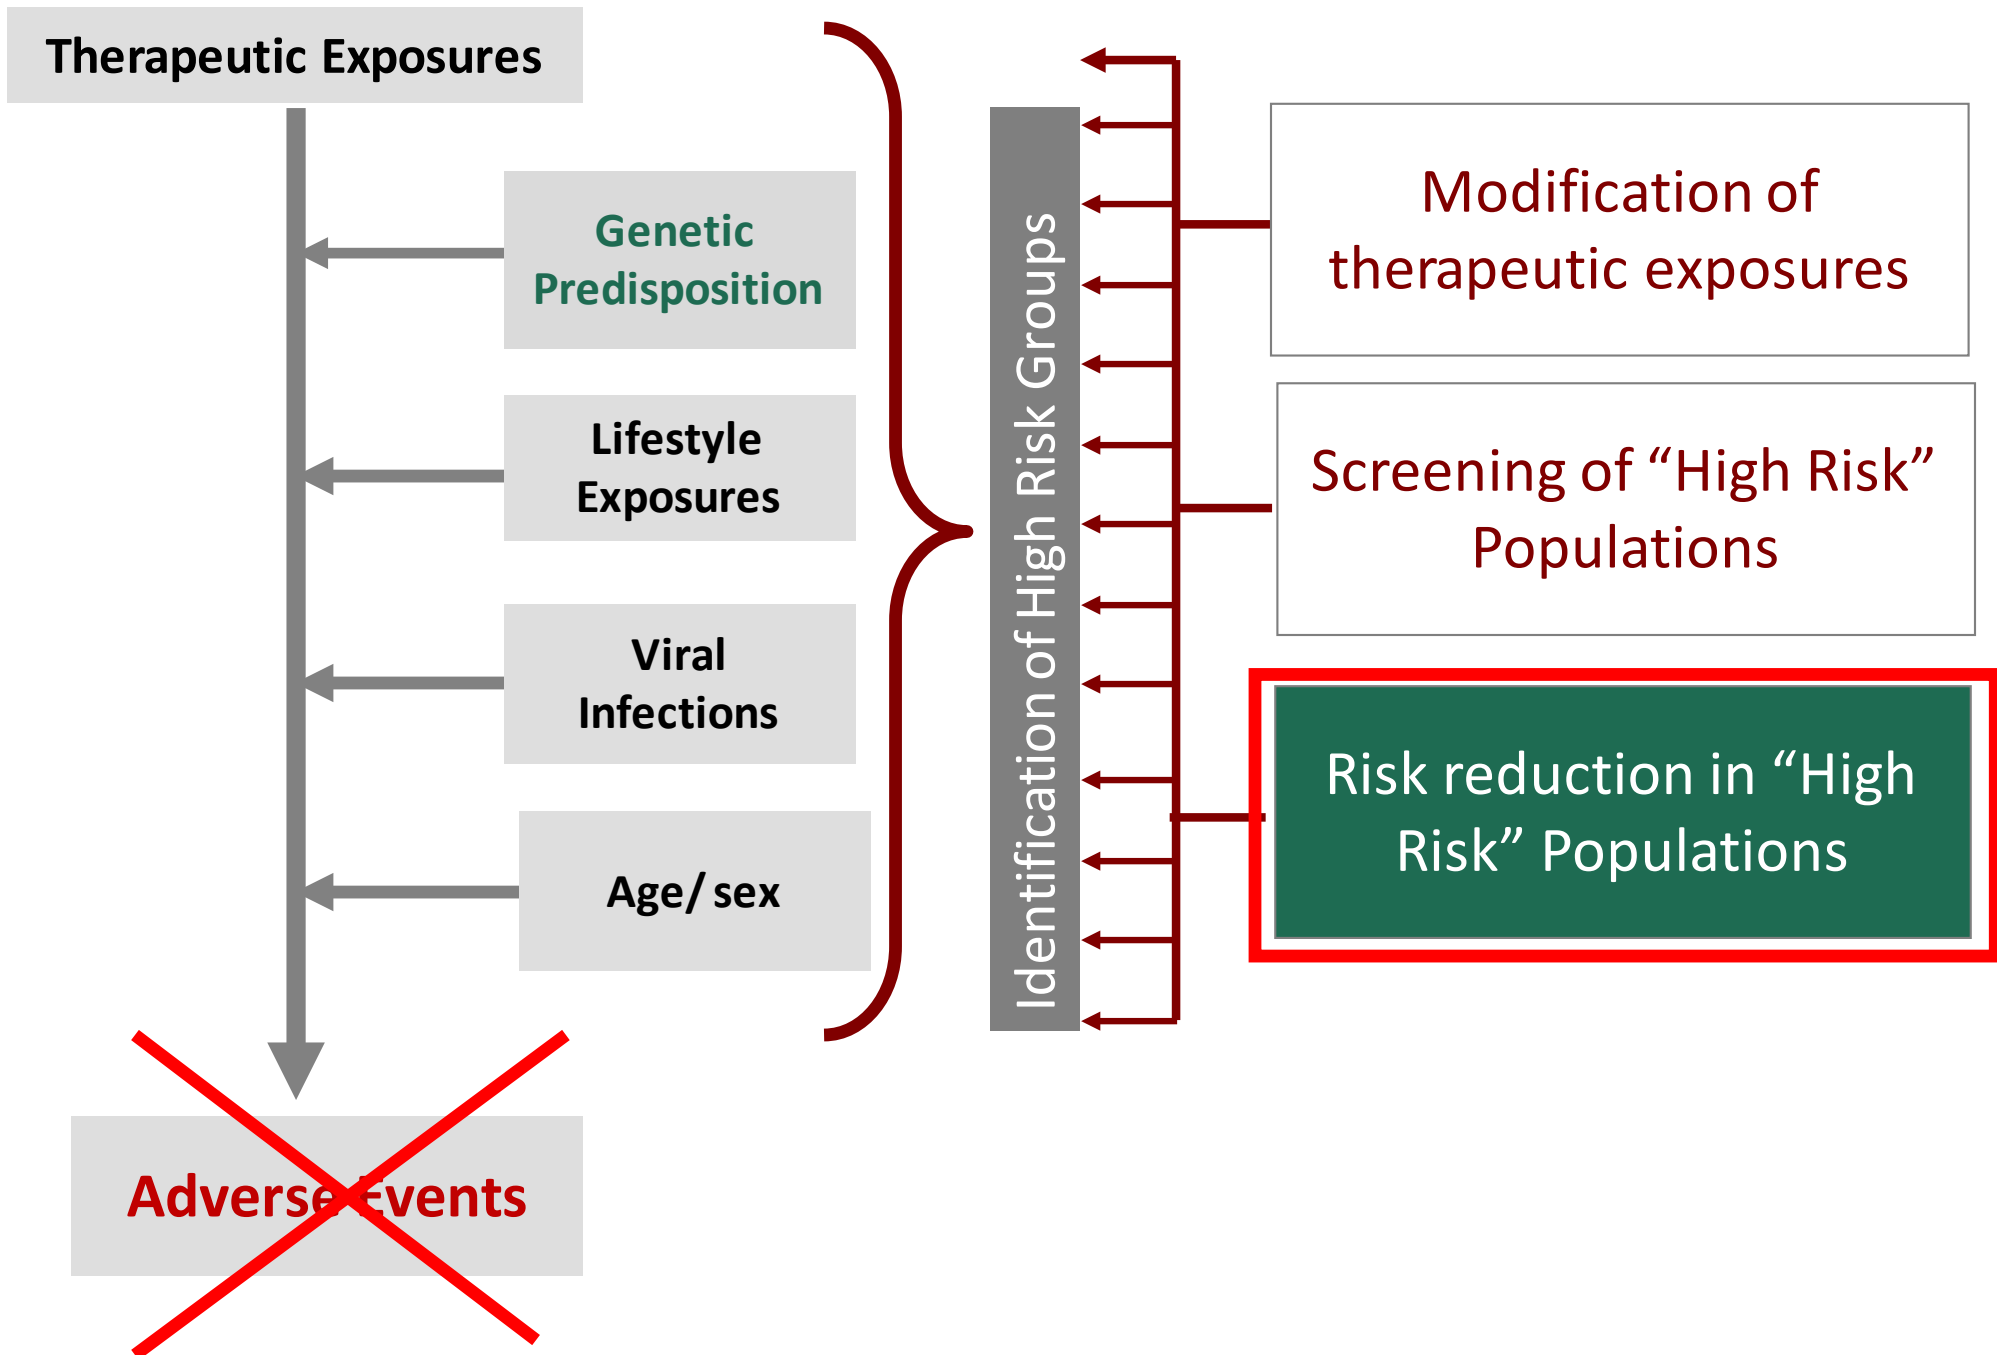 Therapeutic Exposures
Genetic
Predisposition
Lifestyle
Exposures
Viral
Infections
Age/ sex
Adverse Events
Identification of High Risk Groups
Modification of
therapeutic exposures
Screening of “High Risk”
Populations
Risk reduction in “High
Risk” Populations